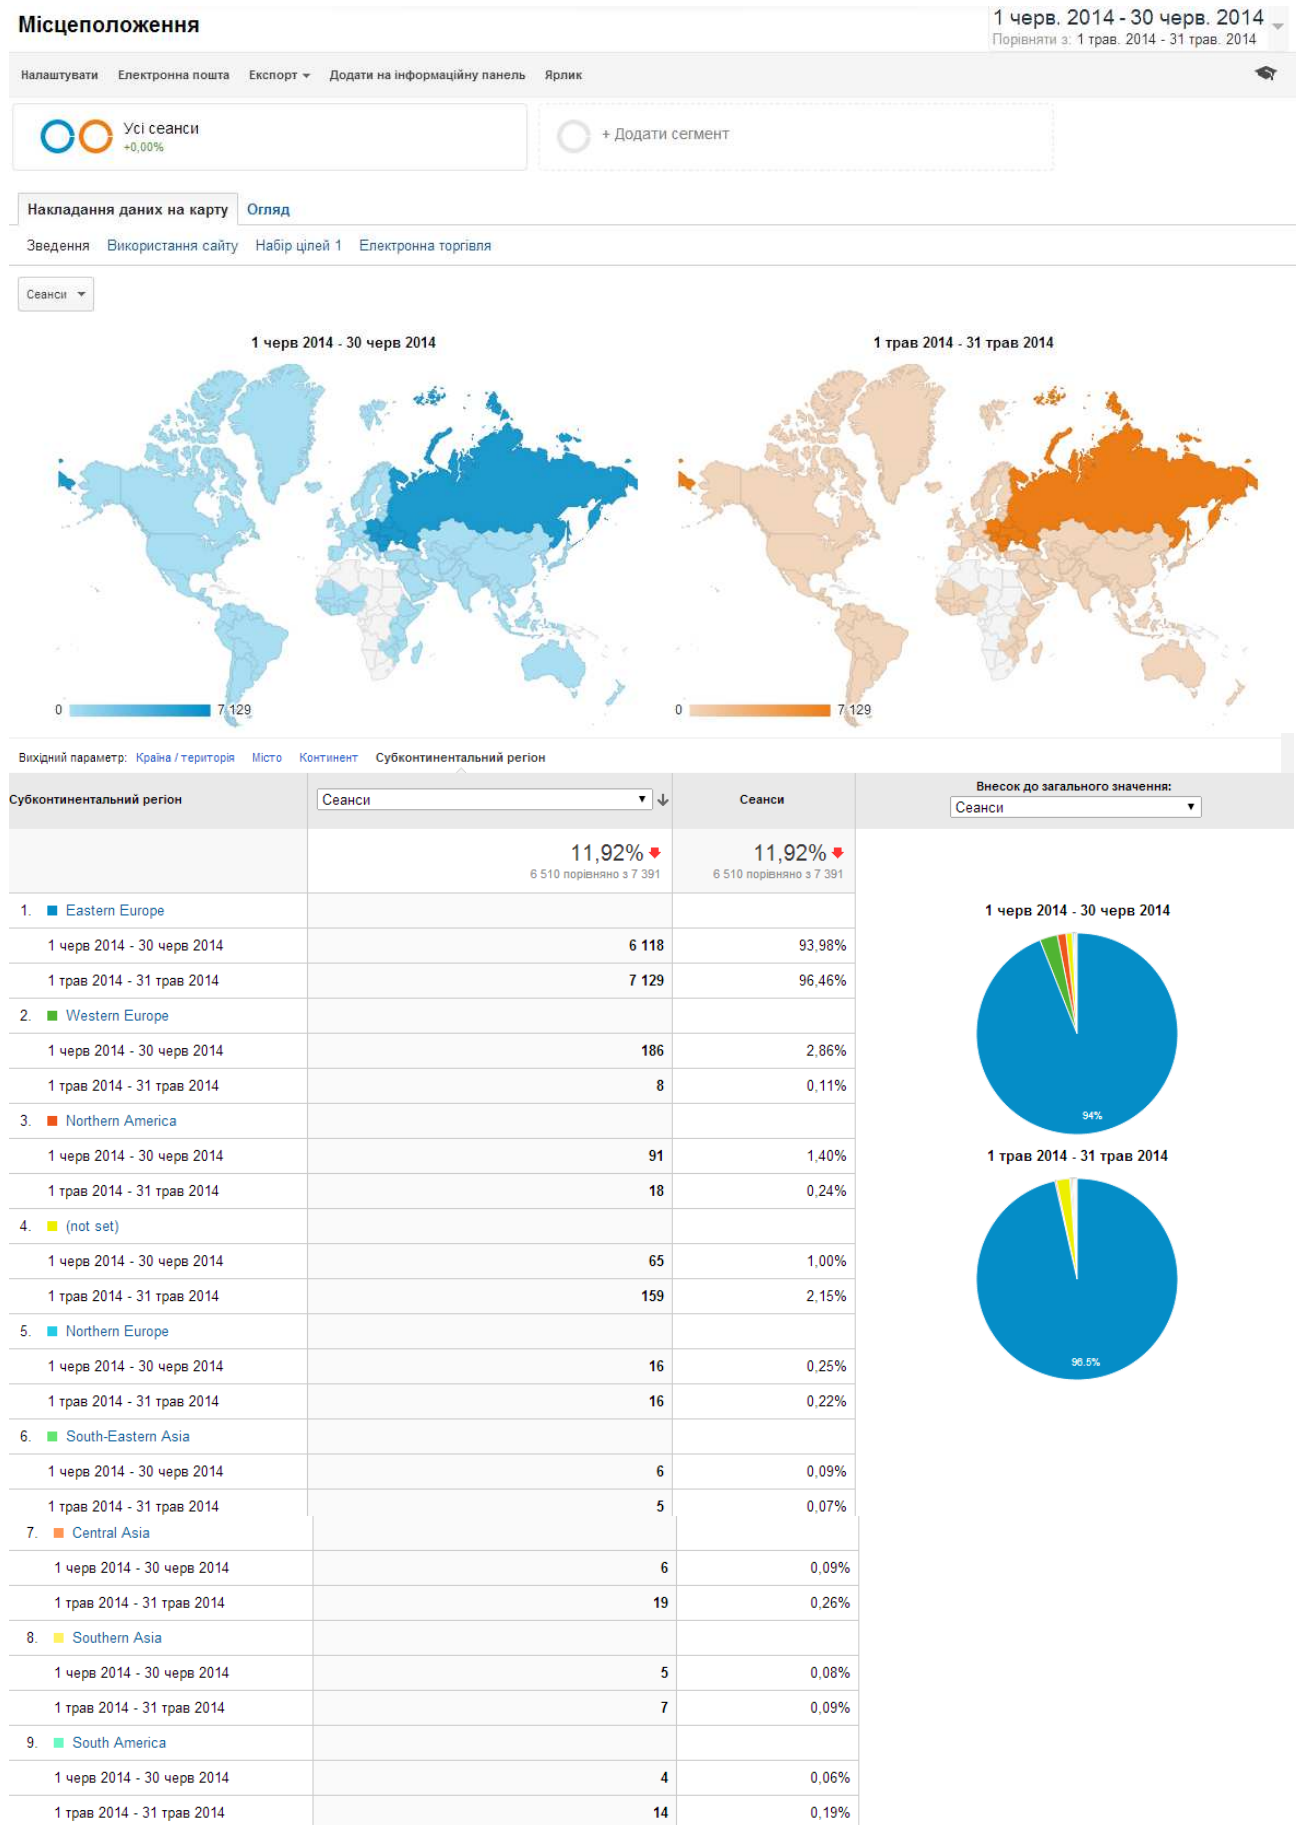 Місцеположення
1 черв. 2014 - 30 черв. 2014
Порівняти з: 1 трав. 2014 - 31 трав. 2014
Налаштувати Електронна пошта Експорт Додати на інформаційну панель Ярлик
Усі сеанси
+0,00%
+ Додати сегмент
Накладання даних на карту Огляд
Зведення Використання сайту Набір цілей 1 Електронна торгівля
Сеанси
1 черв 2014 - 30 черв 2014
1 трав 2014 - 31 трав 2014
0 7 129
0 7 129
Вихідний параметр: Країна / територія Місто Континент Субконтинентальний регіон
Субконтинентальний регіон
Сеанси
Сеанси
Внесок до загального значення:
Сеанси
11,92% 11,92%
6 510 порівняно з 7 391 6 510 порівняно з 7 391
1. Eastern Europe
1 черв 2014 - 30 черв 2014 6 118 93,98%
1 трав 2014 - 31 трав 2014 7 129 96,46%
2. Western Europe
1 черв 2014 - 30 черв 2014 186 2,86%
1 трав 2014 - 31 трав 2014 8 0,11%
3. Northern America
1 черв 2014 - 30 черв 2014 91 1,40%
1 трав 2014 - 31 трав 2014 18 0,24%
4. (not set)
1 черв 2014 - 30 черв 2014 65 1,00%
1 трав 2014 - 31 трав 2014 159 2,15%
5. Northern Europe
1 черв 2014 - 30 черв 2014 16 0,25%
1 трав 2014 - 31 трав 2014 16 0,22%
6. South-Eastern Asia
1 черв 2014 - 30 черв 2014 6 0,09%
1 трав 2014 - 31 трав 2014 5 0,07%
7. Central Asia
1 черв 2014 - 30 черв 2014 6 0,09%
1 трав 2014 - 31 трав 2014 19 0,26%
8. Southern Asia
1 черв 2014 - 30 черв 2014 5 0,08%
1 трав 2014 - 31 трав 2014 7 0,09%
9. South America
1 черв 2014 - 30 черв 2014 4 0,06%
1 трав 2014 - 31 трав 2014 14 0,19%
1 черв 2014 - 30 черв 2014
94%
1 трав 2014 - 31 трав 2014
96.5%